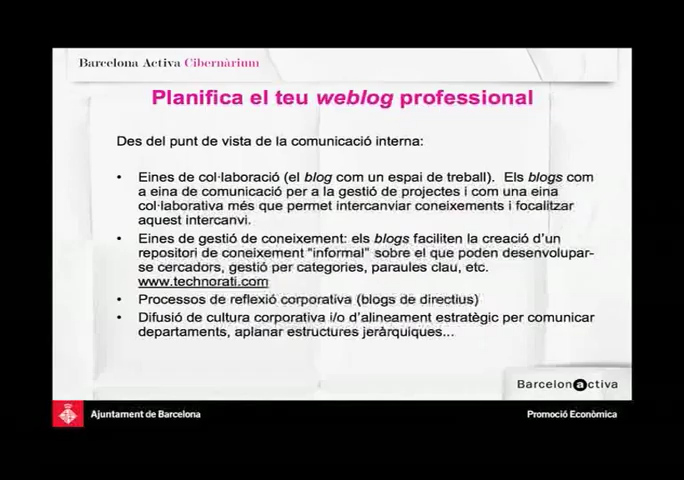 Barcelona Activa Cibernàrium
Planifica el teu weblog professional
Des del punt de vista de la comunicació interna:
• Eines de col·laboració (el blog com un espai de treball). Els blogs com
a eina de comunicació per a la gestió de projectes i com una eina
col·laborativa més que permet intercanviar coneixements i focalitzar
aquest intercanvi.
• Eines de gestió de coneixement: els blogs faciliten la creació d'un
repositori de coneixement "informal" sobre el que poden desenvolupar-
se cercadors, gestió per categories, paraules clau, etc.
www.technorati.com
• Processos de reflexió corporativa (blogs de directius)
• Difusió de cultura corporativa i/o d'alineament estratègic per comunicar
departaments, aplanar estructures jeràrquiques...
Barcelonactiva
Ajuntament de Barcelona
Promoció Econòmica